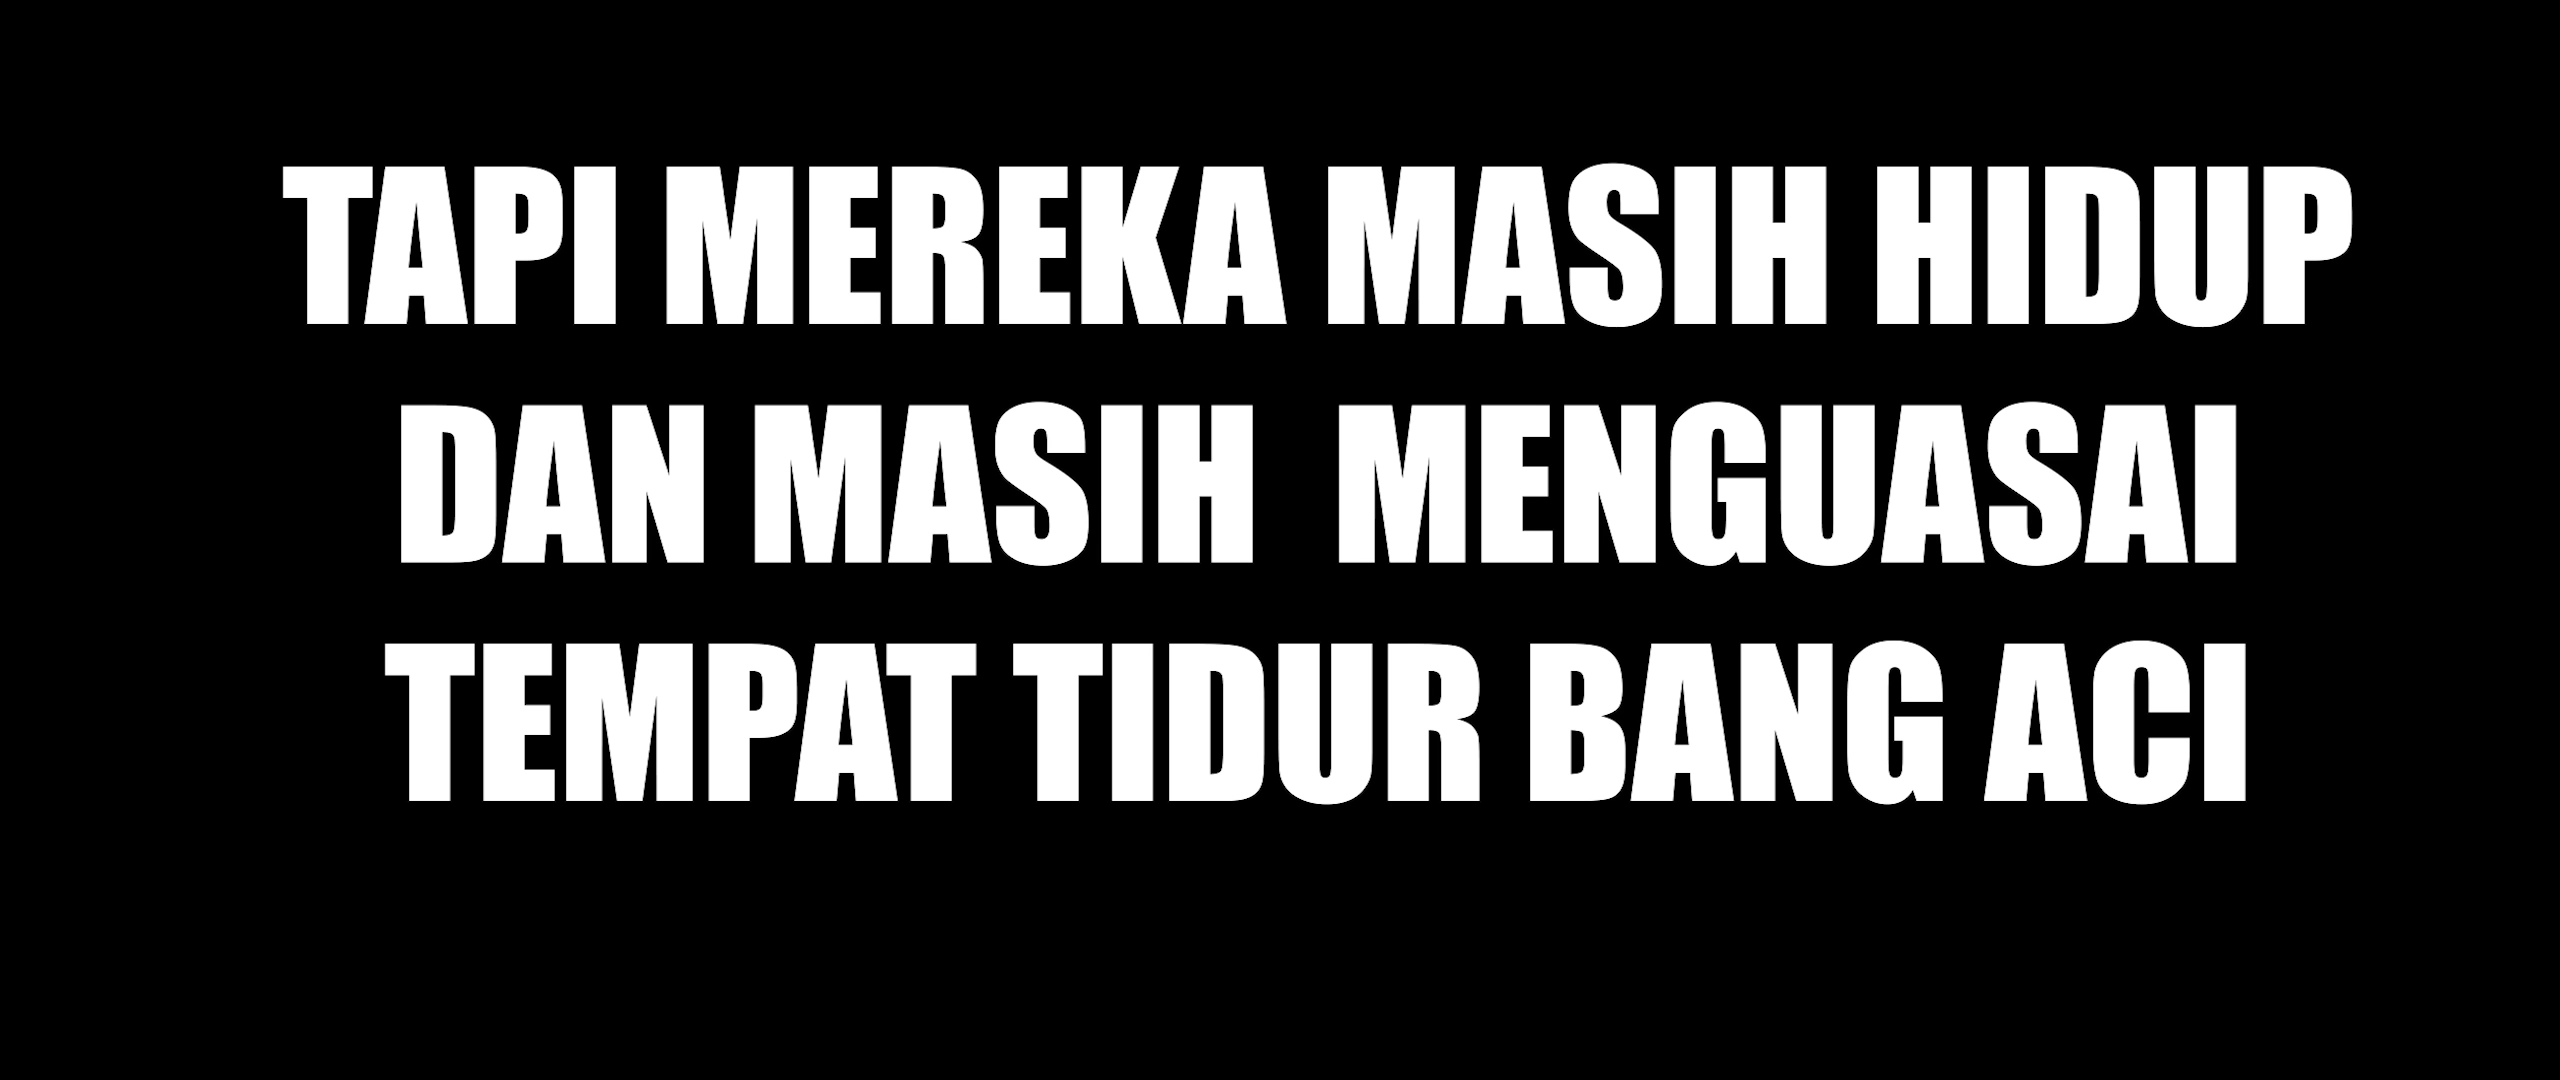 TAPI MEREKA MASIH HIDUP
DAN MASIH  MENGUASAI
TEMPAT TIDUR BANG ACI